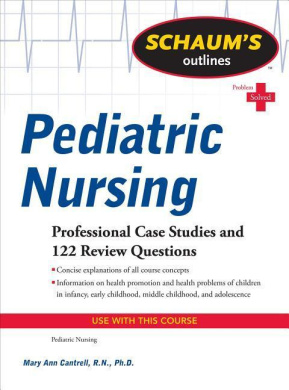 SCHAUM'S
outlines
™
Problem
Solved
Pediatric
Nursing
Professional Case Studies and
122 Review Questions
Concise explanations of all course concepts
Information on health promotion and health problems of children
in infancy, early childhood, middle childhood, and adolescence
USE WITH THIS COURSE
Pediatric Nursing
Mary Ann Cantrell, R.N., Ph.D.